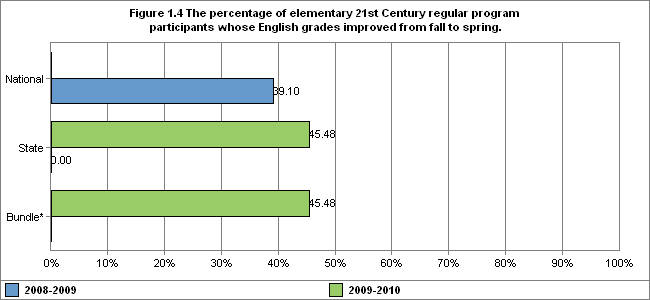 Figure 1.4 The percentage of elementary 21st Century regular program
participants whose English grades improved from fall to spring.
National
39.10
45.48
State
0.00
45.48
Bundle*
0% 10% 20% 30% 40% 50% 60% 70% 80% 90% 100%
2008-2009 2009-2010